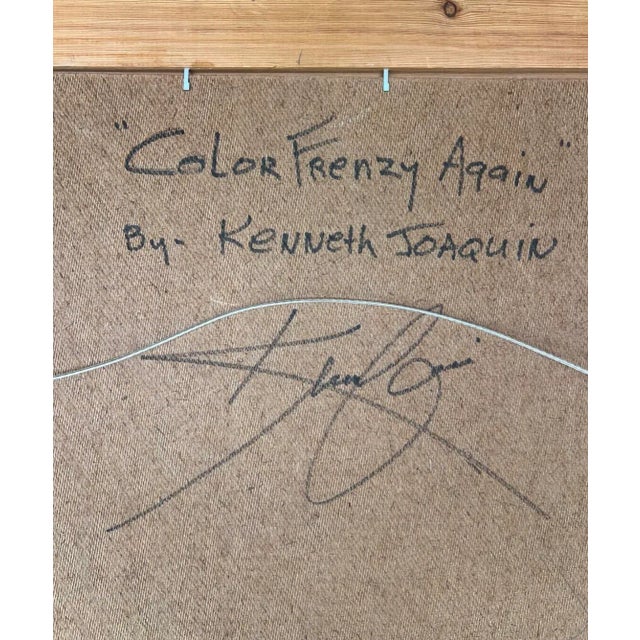 "Color Frenzy Again"
By- Kenneth Joaquin